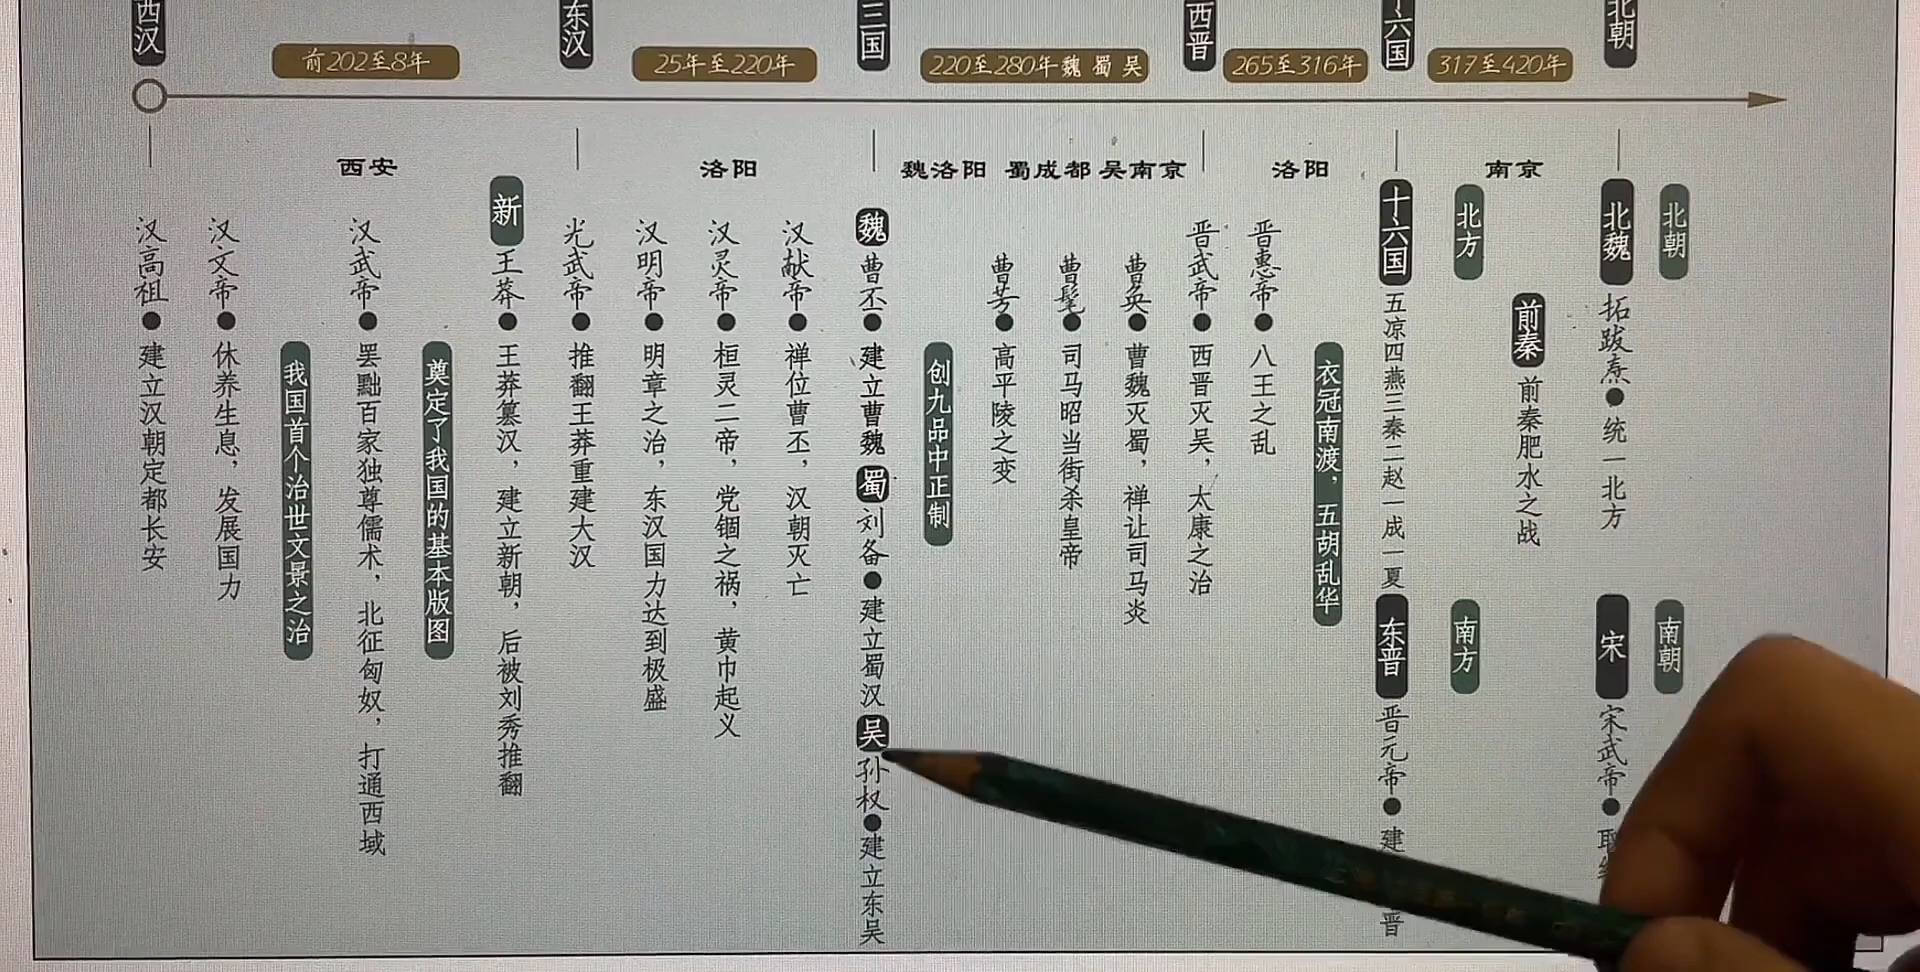 西汉
东汉
三国
西晋
十六国
北朝
前202至8年
25年至220年
220至280年魏 蜀 吴
265至316年
317至420年
西安
洛阳
魏洛阳 蜀成都 吴南京
洛阳
南京
汉高祖●建立汉朝定都长安
汉文帝●休养生息，发展国力
我国首个治世文景之治
汉武帝●罢黜百家独尊儒术，北征匈奴，打通西域
奠定了我国的基本版图
新 王莽●王莽篡汉，建立新朝，后被刘秀推翻
光武帝●推翻王莽重建大汉
汉明帝●明章之治，东汉国力达到极盛
汉灵帝●桓灵二帝，党锢之祸，黄巾起义
汉献帝●禅位曹丕，汉朝灭亡
魏 曹丕●建立曹魏 蜀 刘备●建立蜀汉 吴 孙权●建立东吴
创九品中正制
曹芳●高平陵之变
曹髦●司马昭当街杀皇帝
曹奂●曹魏灭蜀，禅让司马炎
晋武帝●西晋灭吴，太康之治
晋惠帝●八王之乱
衣冠南渡，五胡乱华
十六国 五凉四燕三秦二赵一成一夏
北方
前秦 前秦肥水之战
北魏 拓跋焘●统一北方
北朝
东晋 晋元帝●建 晋
南方
宋 宋武帝●
南朝